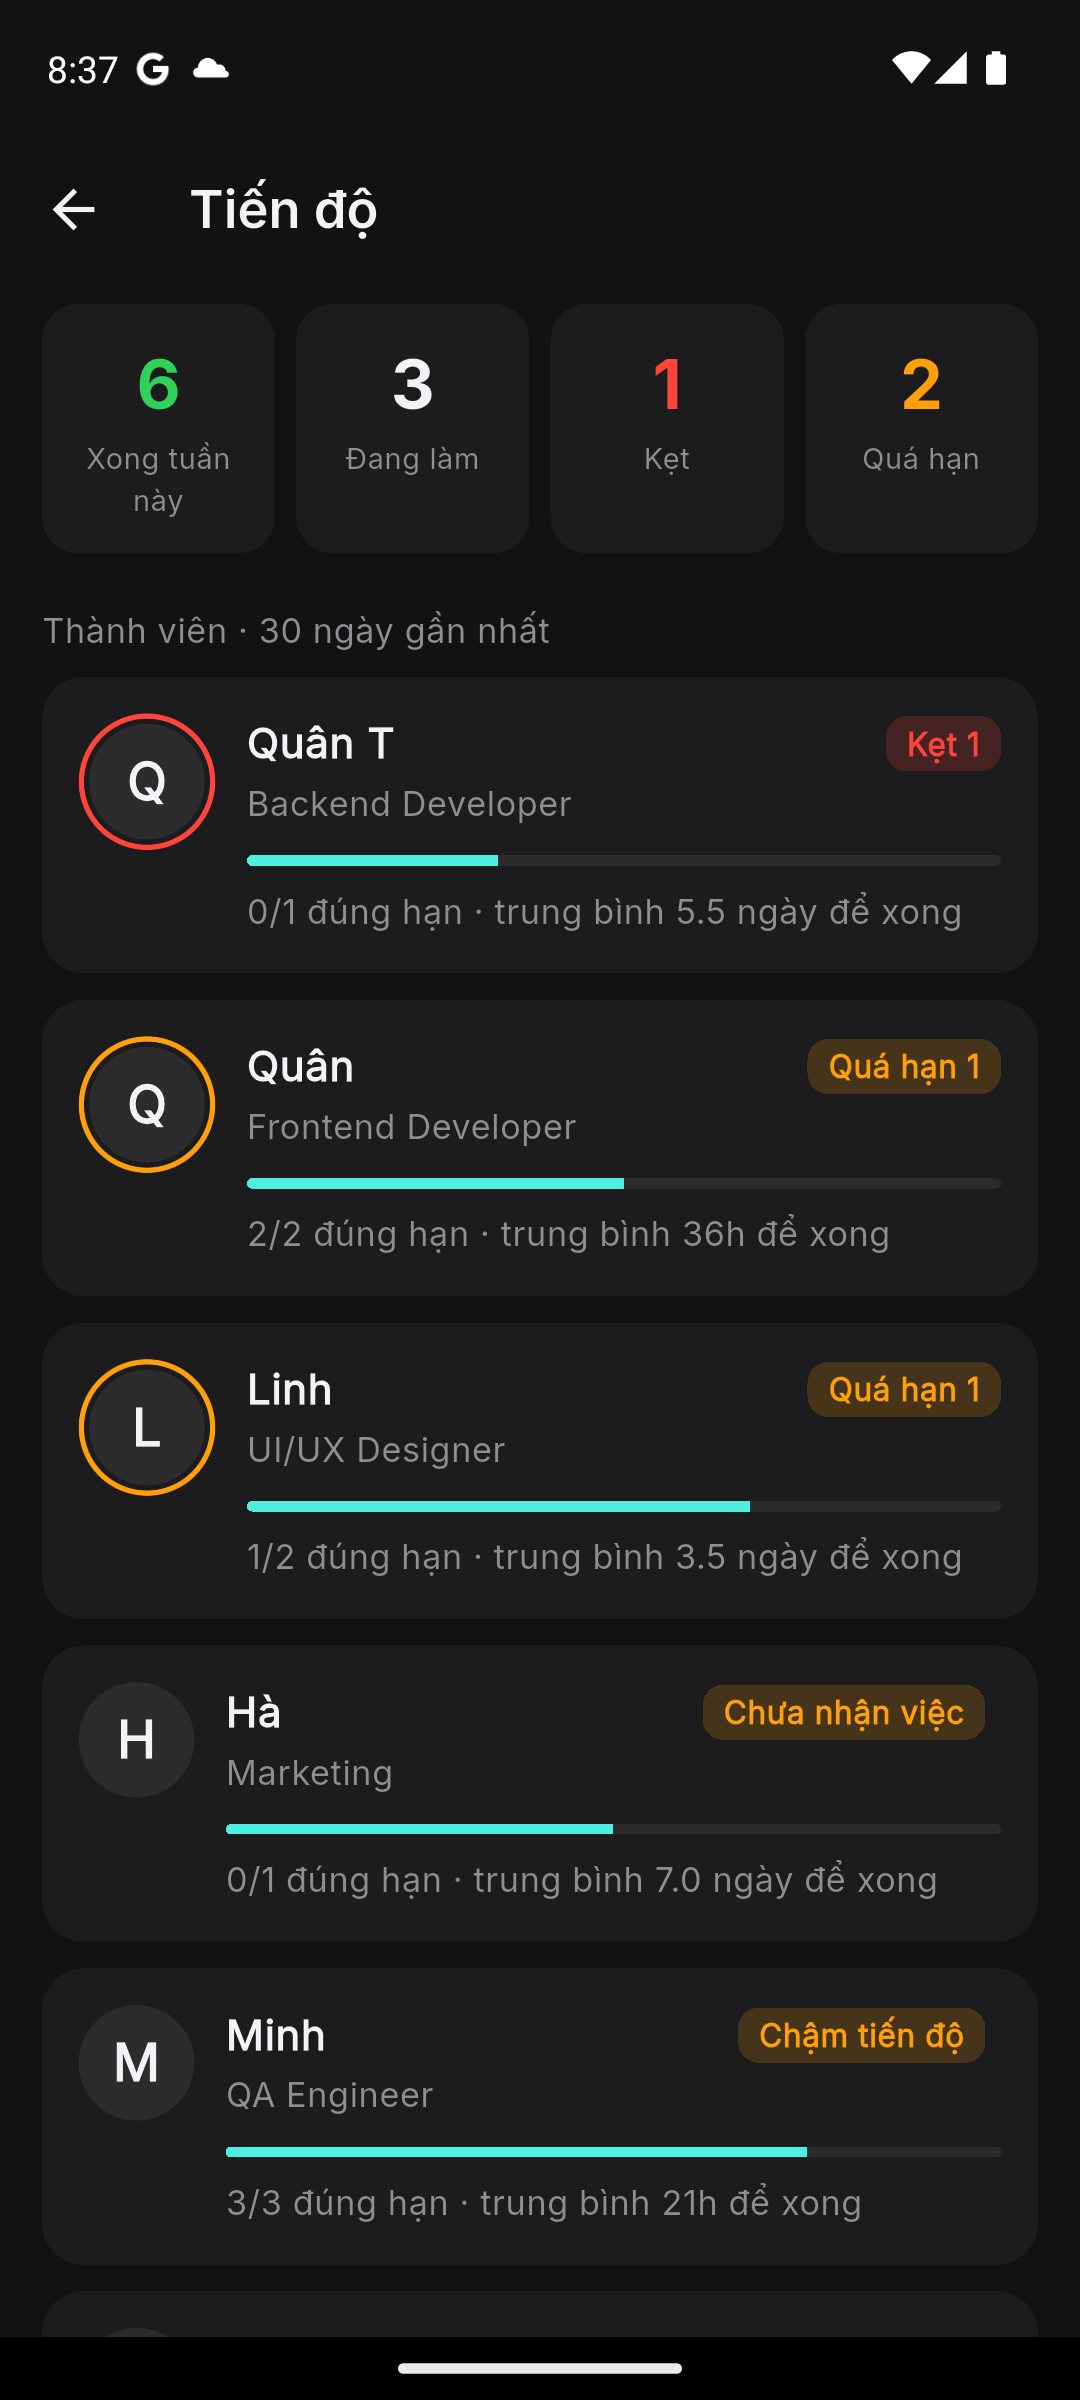 8:37
Tiến độ
6
Xong tuần
này
3
Đang làm
1
Kẹt
2
Quá hạn
Thành viên · 30 ngày gần nhất
Q
Quân T
Kẹt 1
Backend Developer
0/1 đúng hạn · trung bình 5.5 ngày để xong
Q
Quân
Quá hạn 1
Frontend Developer
2/2 đúng hạn · trung bình 36h để xong
L
Linh
Quá hạn 1
UI/UX Designer
1/2 đúng hạn · trung bình 3.5 ngày để xong
H
Hà
Chưa nhận việc
Marketing
0/1 đúng hạn · trung bình 7.0 ngày để xong
M
Minh
Chậm tiến độ
QA Engineer
3/3 đúng hạn · trung bình 21h để xong